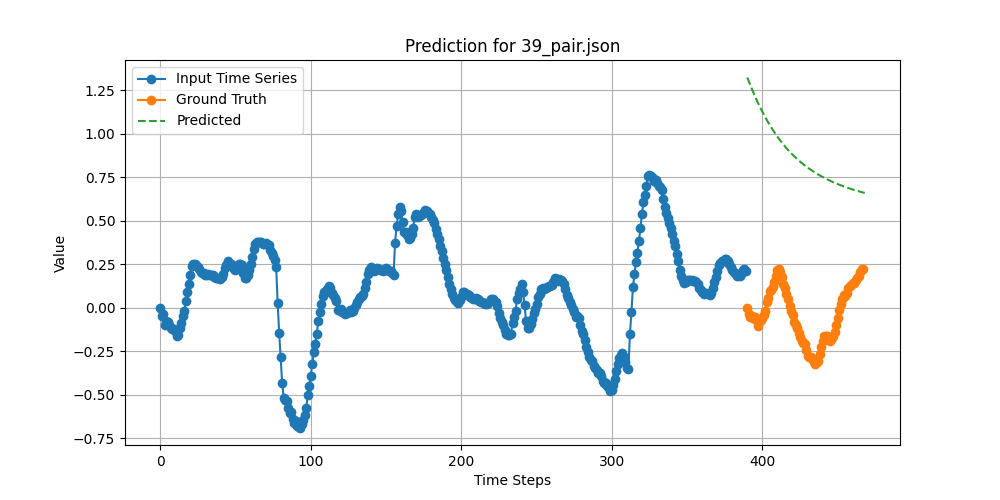 Prediction for 39_pair.json
Input Time Series
Ground Truth
Predicted
1.25
1.00
0.75
0.50
0.25
0.00
−0.25
−0.50
−0.75
Value
0 100 200 300 400
Time Steps